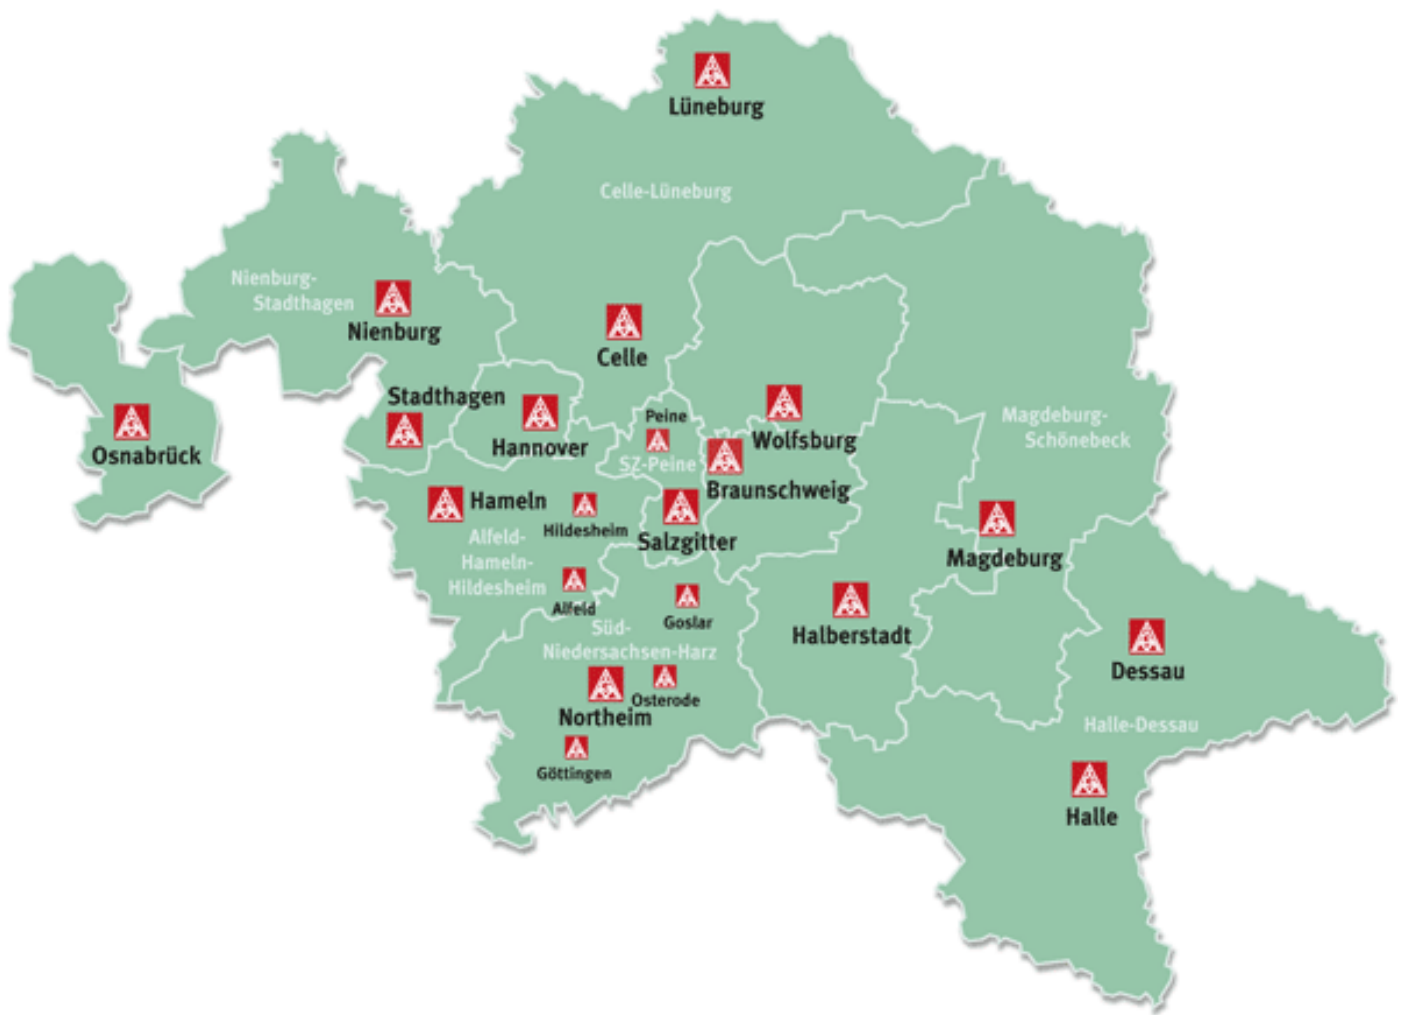 Lüneburg
Celle-Lüneburg
Nienburg-
Stadthagen
Nienburg
Celle
Stadthagen
Hannover
Peine
SZ-Peine
Wolfsburg
Braunschweig
Magdeburg-
Schönebeck
Osnabrück
Hameln
Hildesheim
Salzgitter
Alfeld-
Hameln-
Hildesheim
Magdeburg
Alfeld
Goslar
Süd-
Niedersachsen-Harz
Halberstadt
Dessau
Osterode
Northeim
Halle-Dessau
Göttingen
Halle